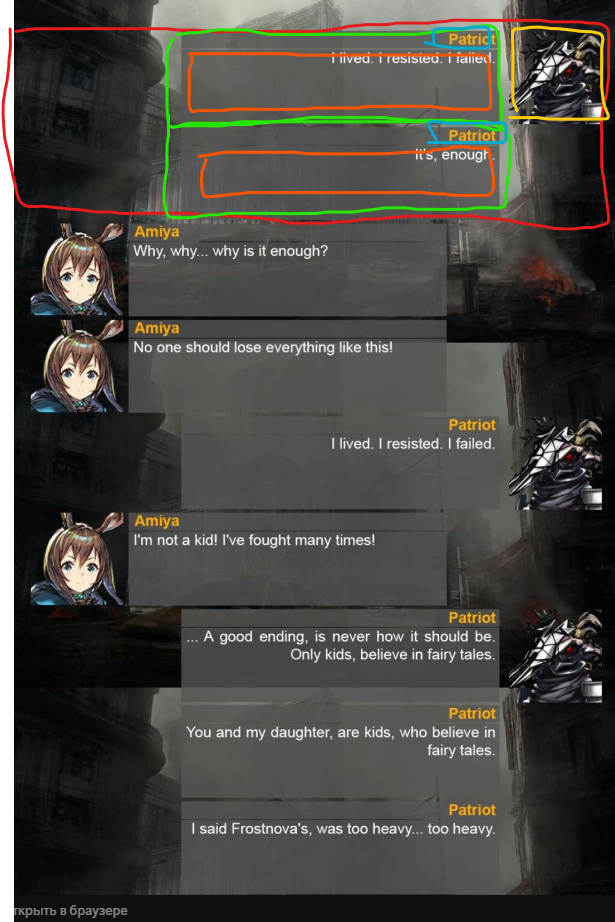 Patriot
I lived. I resisted. I failed.
Patriot
It's, enough.
Amiya
Why, why... why is it enough?
Amiya
No one should lose everything like this!
Patriot
I lived. I resisted. I failed.
Amiya
I'm not a kid! I've fought many times!
Patriot
... A good ending, is never how it should be.
Only kids, believe in fairy tales.
Patriot
You and my daughter, are kids, who believe in
fairy tales.
Patriot
I said Frostnova's, was too heavy... too heavy.
ткрыть в браузере